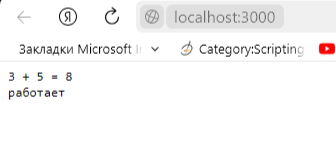 Я localhost:3000
Закладки Microsoft I Category:Scripting
3 + 5 = 8
работает